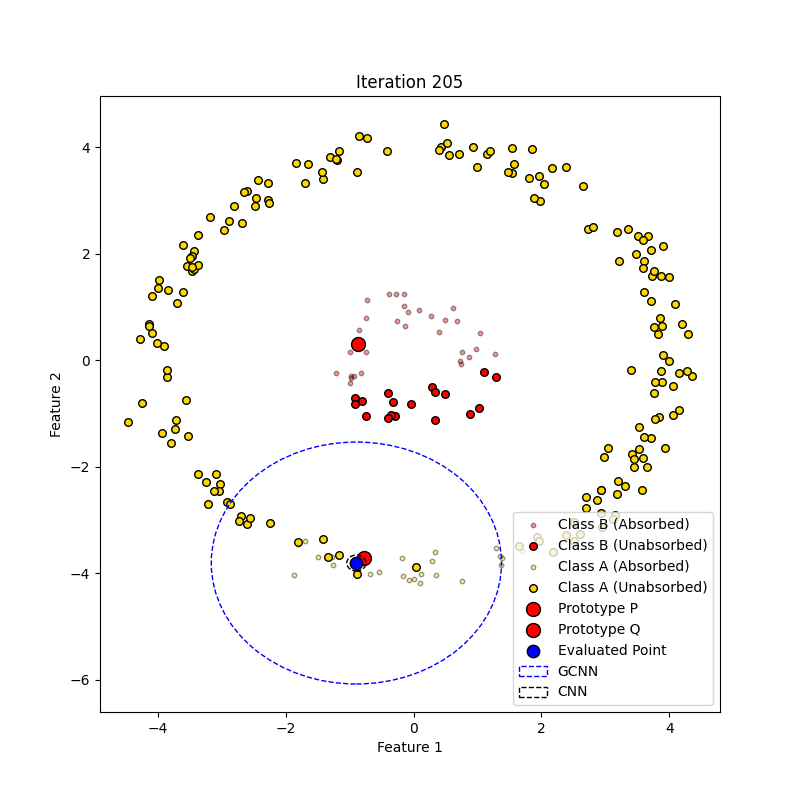 Iteration 205
Feature 2
4
2
0
−2
−4
−6
−4
−2
0
2
4
Feature 1
Class B (Absorbed)
Class B (Unabsorbed)
Class A (Absorbed)
Class A (Unabsorbed)
Prototype P
Prototype Q
Evaluated Point
GCNN
CNN